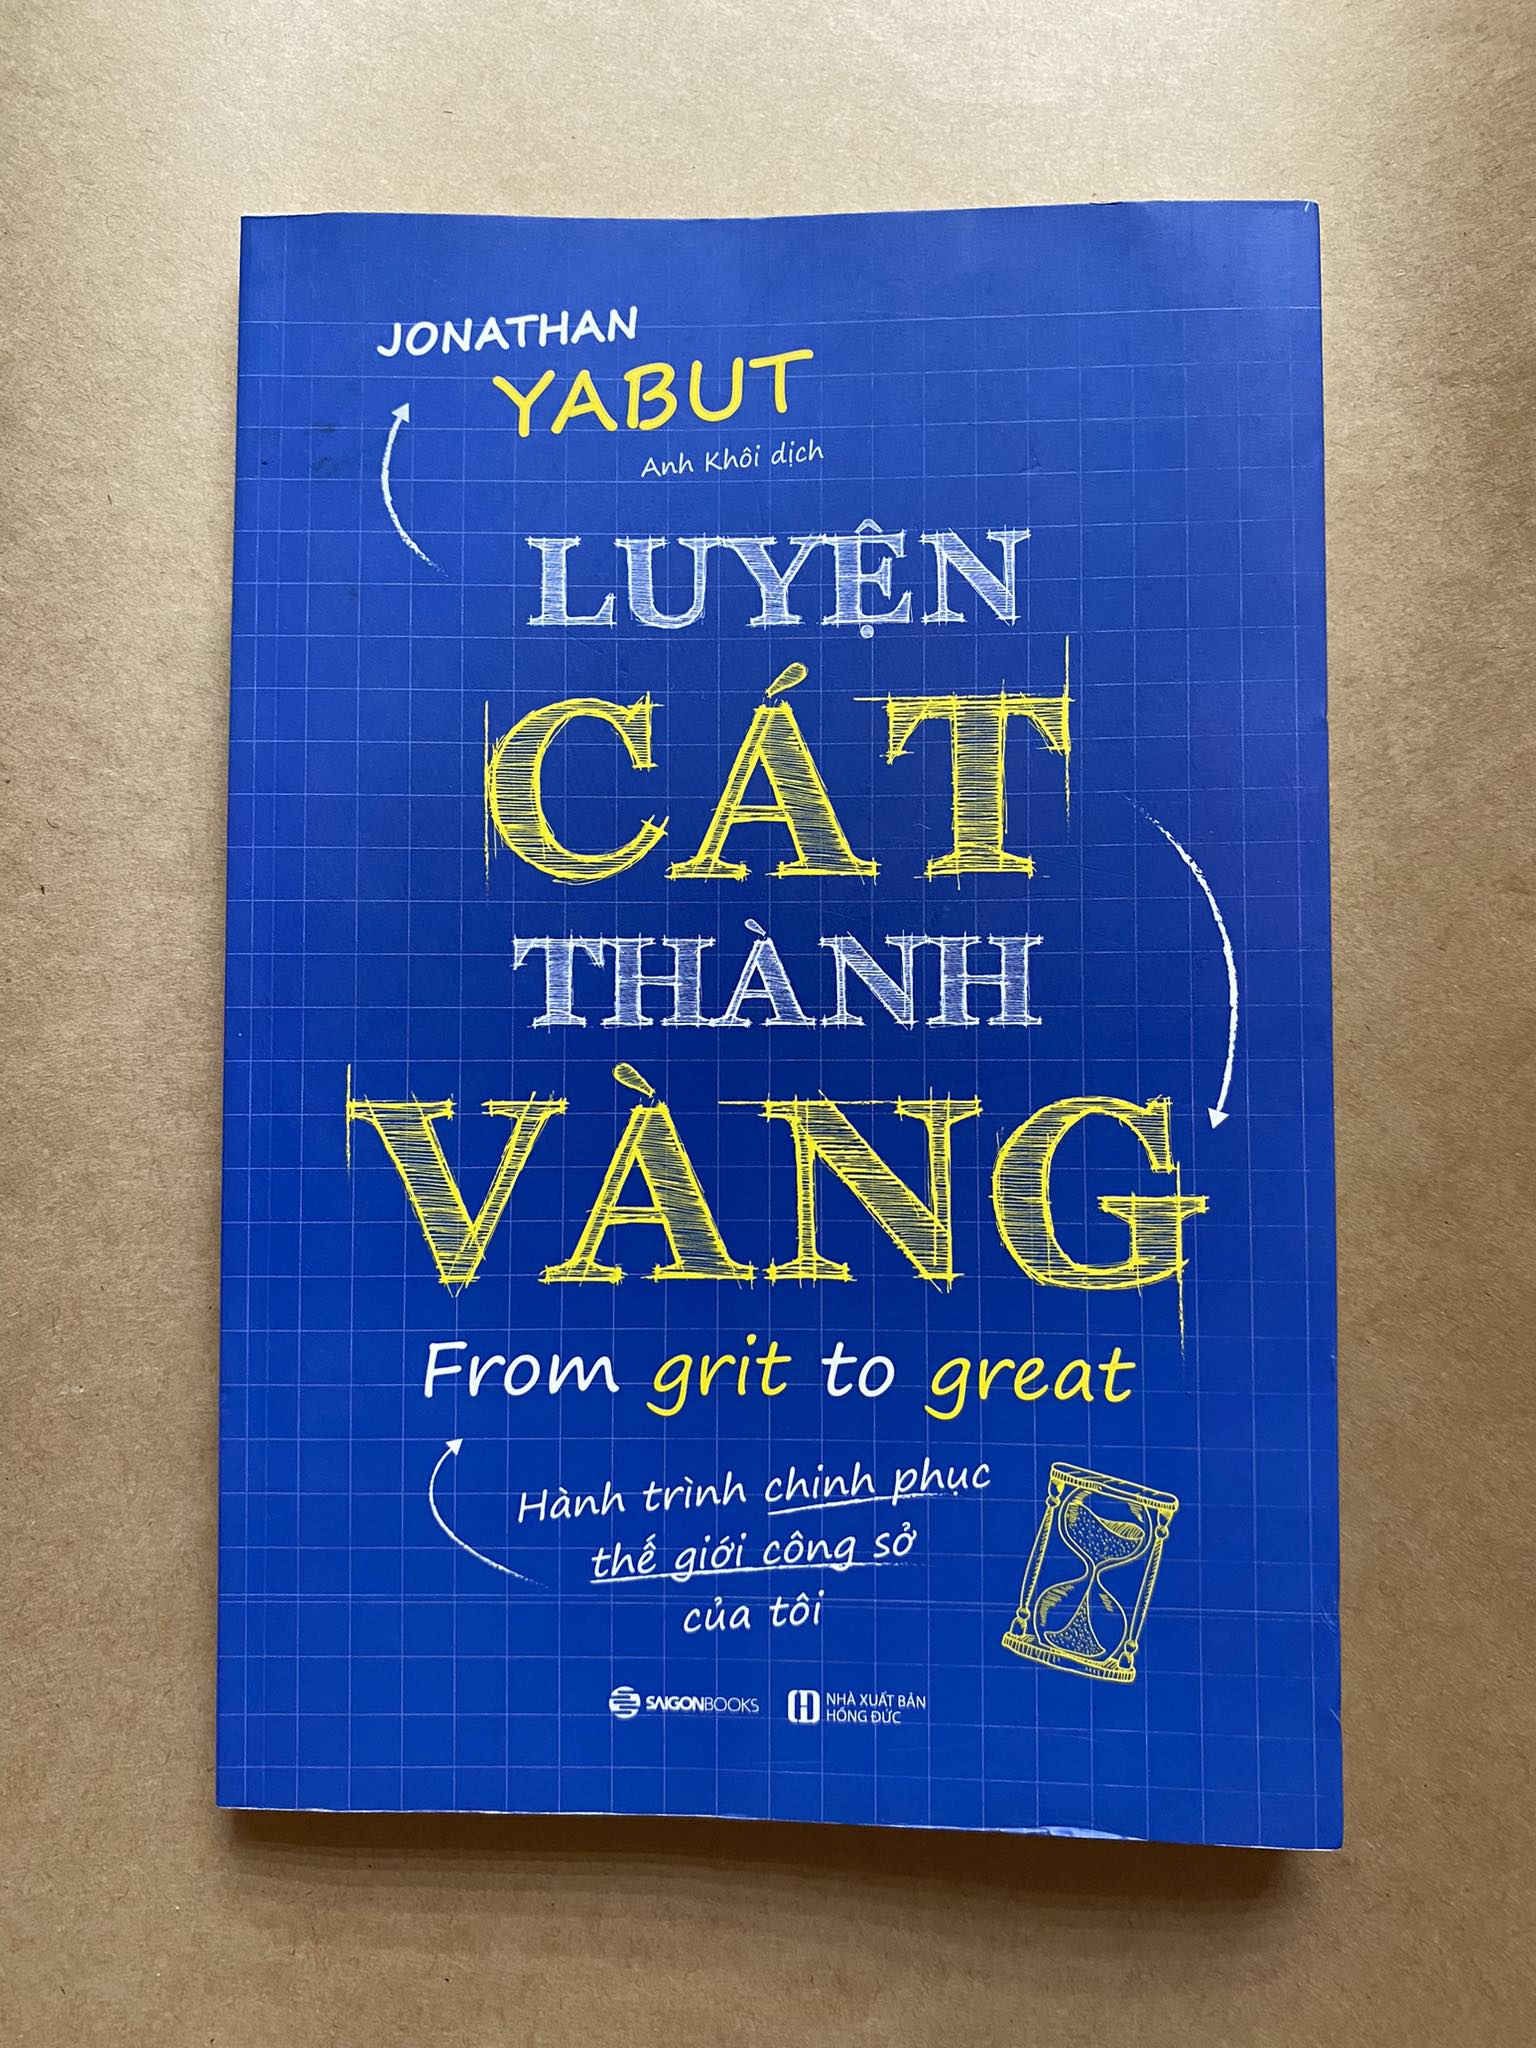 JONATHAN
YABUT
Anh Khôi dịch
LUYỆN
CÁT
THÀNH
VÀNG
From grit to great
Hành trình chinh phục
thế giới công sở
của tôi
SAIGONBOOKS
NHÀ XUẤT BẢN
HỒNG ĐỨC